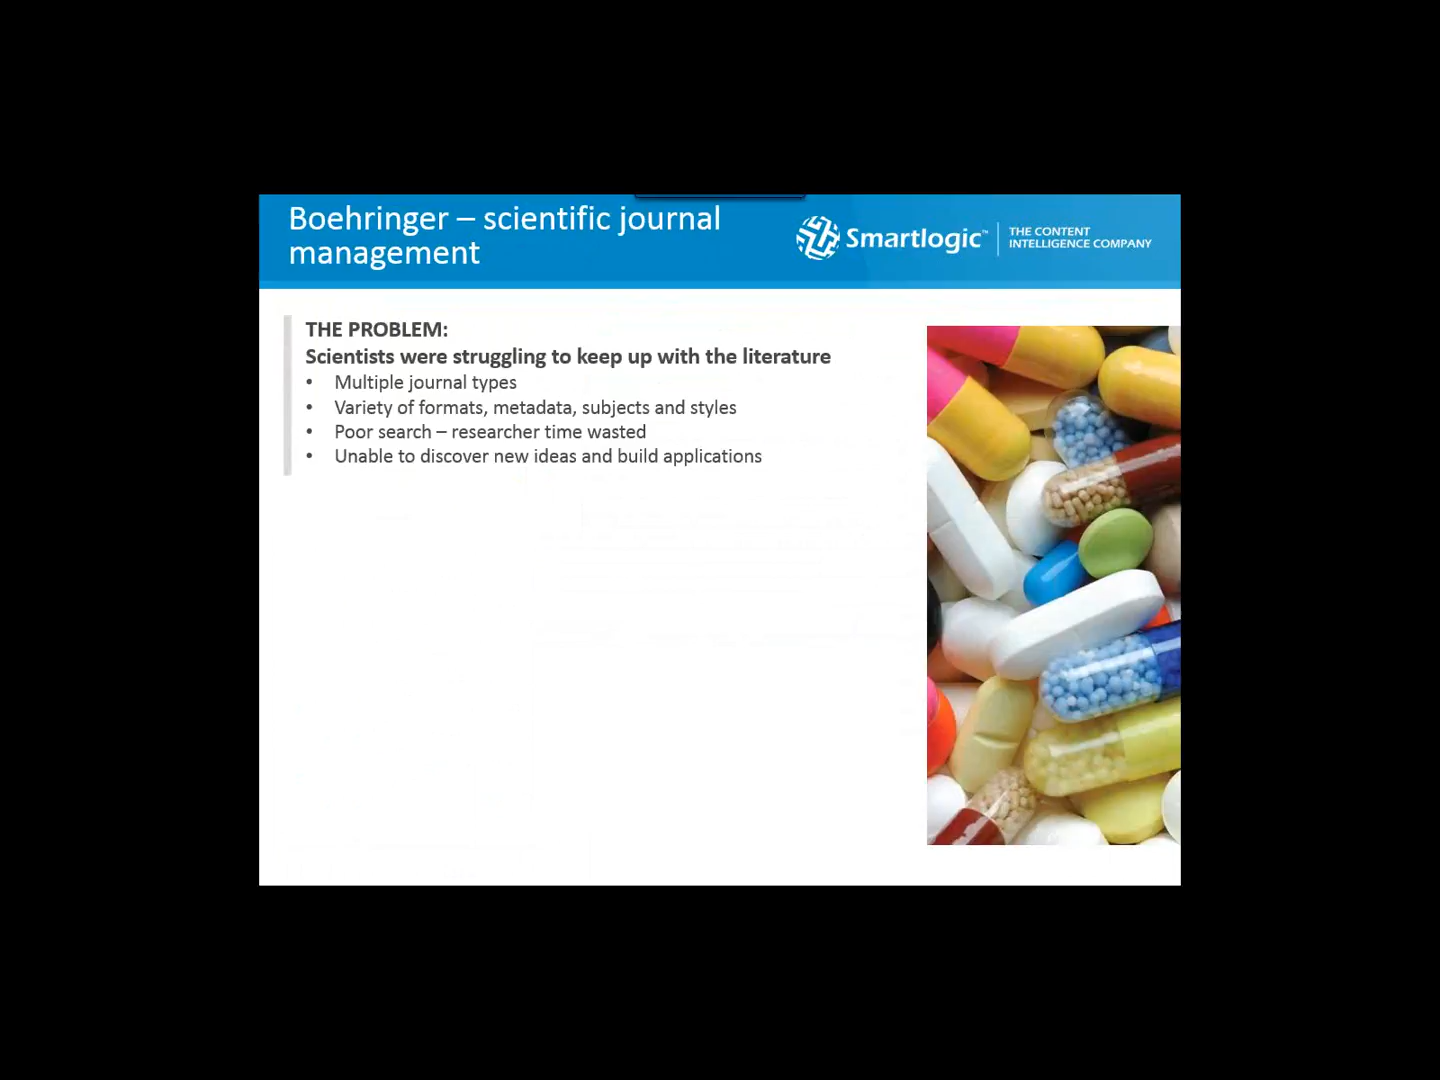 Boehringer – scientific journal
management
Smartlogic™
THE CONTENT
INTELLIGENCE COMPANY
THE PROBLEM:
Scientists were struggling to keep up with the literature
• Multiple journal types
• Variety of formats, metadata, subjects and styles
• Poor search – researcher time wasted
• Unable to discover new ideas and build applications